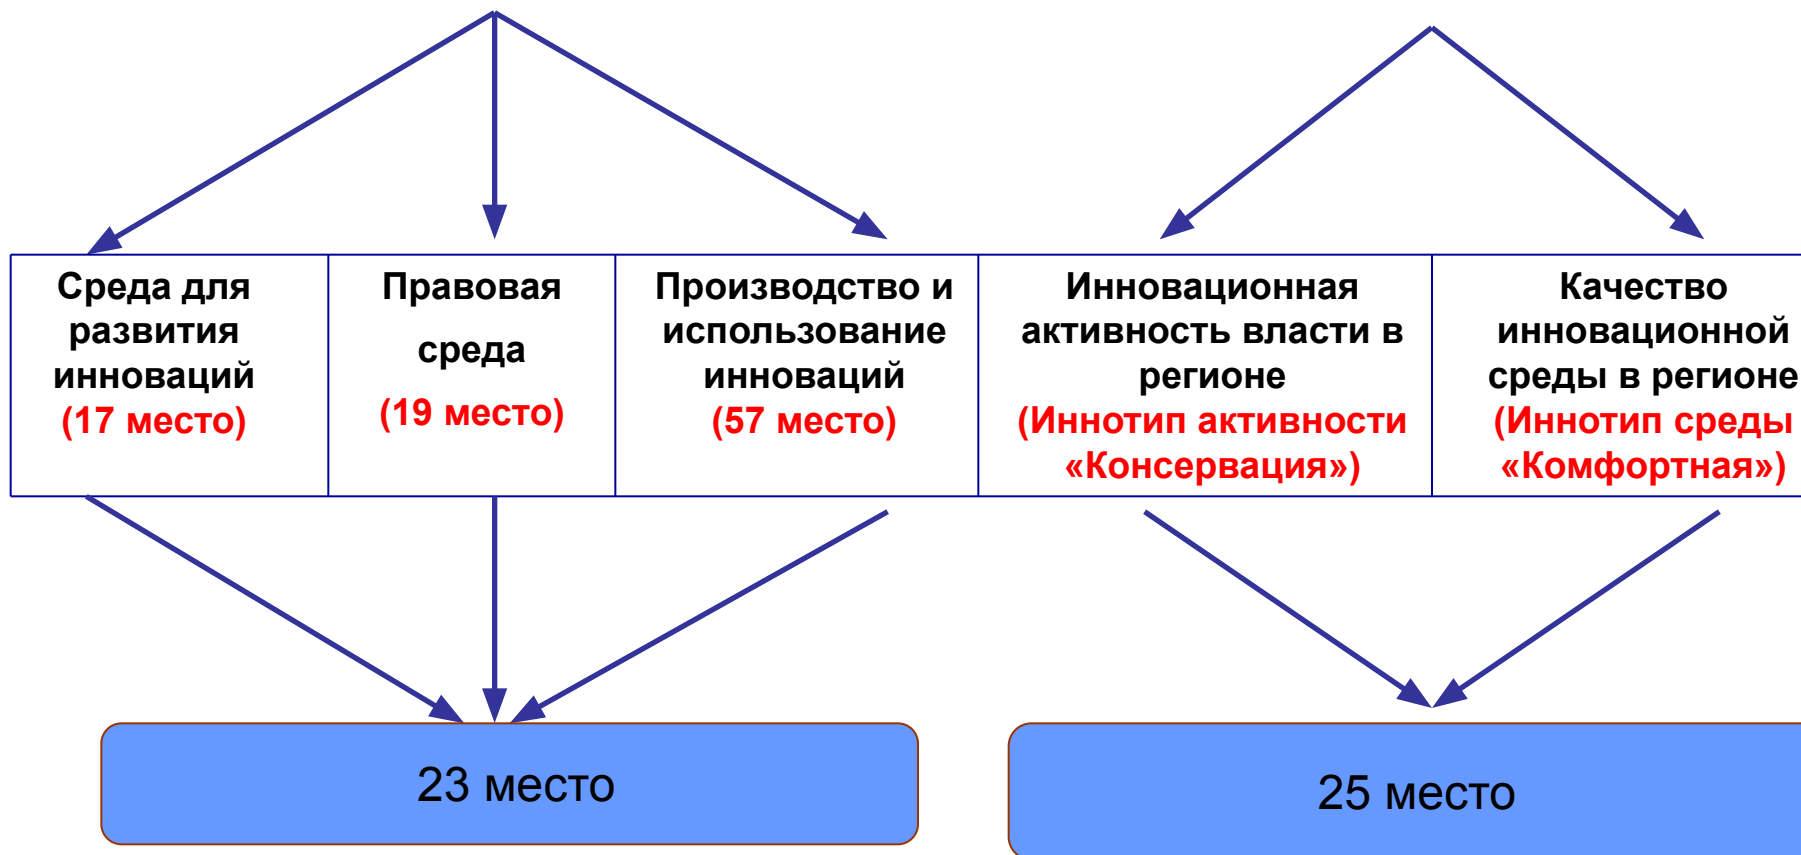 Среда для
развития
инноваций
(17 место)
Правовая
среда
(19 место)
Производство и
использование
инноваций
(57 место)
Инновационная
активность власти в
регионе
(Иннотип активности
«Консервация»)
Качество
инновационной
среды в регионе
(Иннотип среды
«Комфортная»)
23 место
25 место